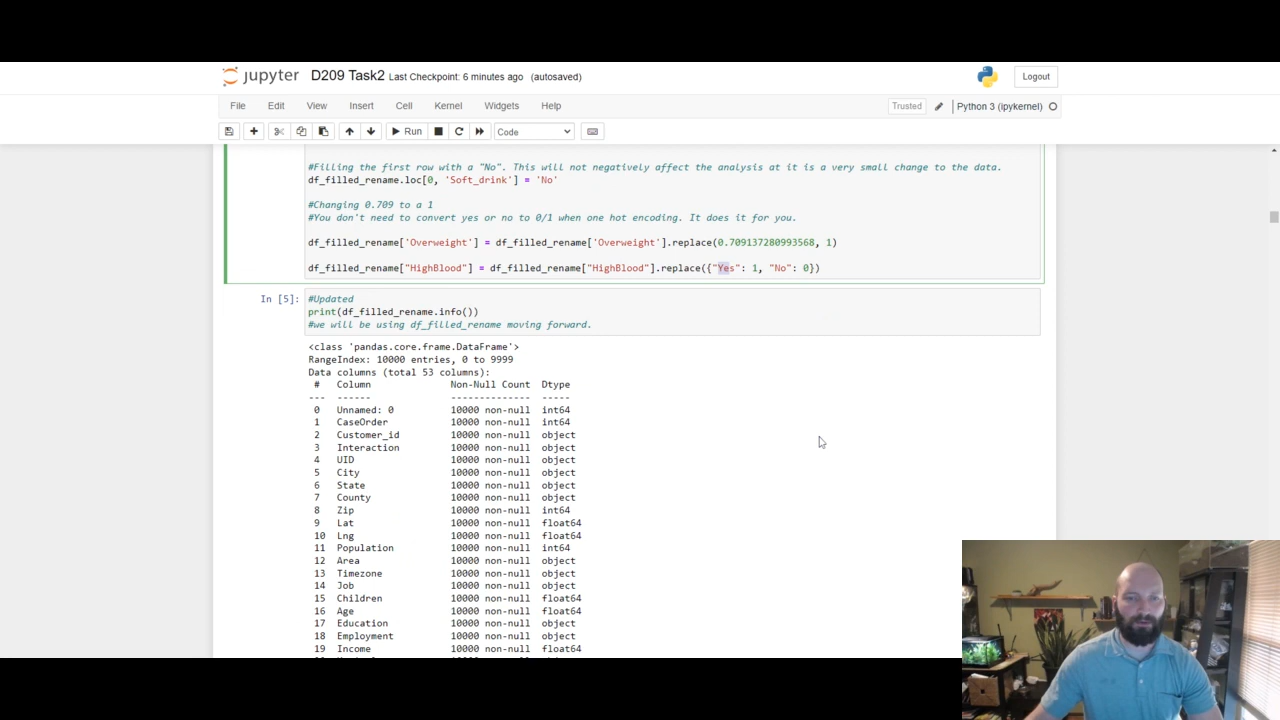 jupyter D209 Task2 Last Checkpoint: 6 minutes ago (autosaved) Logout
File Edit View Insert Cell Kernel Widgets Help Trusted Python 3 (ipykernel)
Run Code
#Filling the first row with a "No". This will not negatively affect the analysis at it is a very small change to the data.
df_filled_rename.loc[0, 'Soft_drink'] = 'No'
#Changing 0.709 to a 1
#You don't need to convert yes or no to 0/1 when one hot encoding. It does it for you.
df_filled_rename['Overweight'] = df_filled_rename['Overweight'].replace(0.709137280993568, 1)
df_filled_rename["HighBlood"] = df_filled_rename["HighBlood"].replace({"Yes": 1, "No": 0})
In [5]: #Updated
print(df_filled_rename.info())
#we will be using df_filled_rename moving forward.
<class 'pandas.core.frame.DataFrame'>
RangeIndex: 10000 entries, 0 to 9999
Data columns (total 53 columns):
# Column Non-Null Count Dtype
--- ------ -------------- -----
0 Unnamed: 0 10000 non-null int64
1 CaseOrder 10000 non-null int64
2 Customer_id 10000 non-null object
3 Interaction 10000 non-null object
4 UID 10000 non-null object
5 City 10000 non-null object
6 State 10000 non-null object
7 County 10000 non-null object
8 Zip 10000 non-null int64
9 Lat 10000 non-null float64
10 Lng 10000 non-null float64
11 Population 10000 non-null int64
12 Area 10000 non-null object
13 Timezone 10000 non-null object
14 Job 10000 non-null object
15 Children 10000 non-null float64
16 Age 10000 non-null float64
17 Education 10000 non-null object
18 Employment 10000 non-null object
19 Income 10000 non-null float64